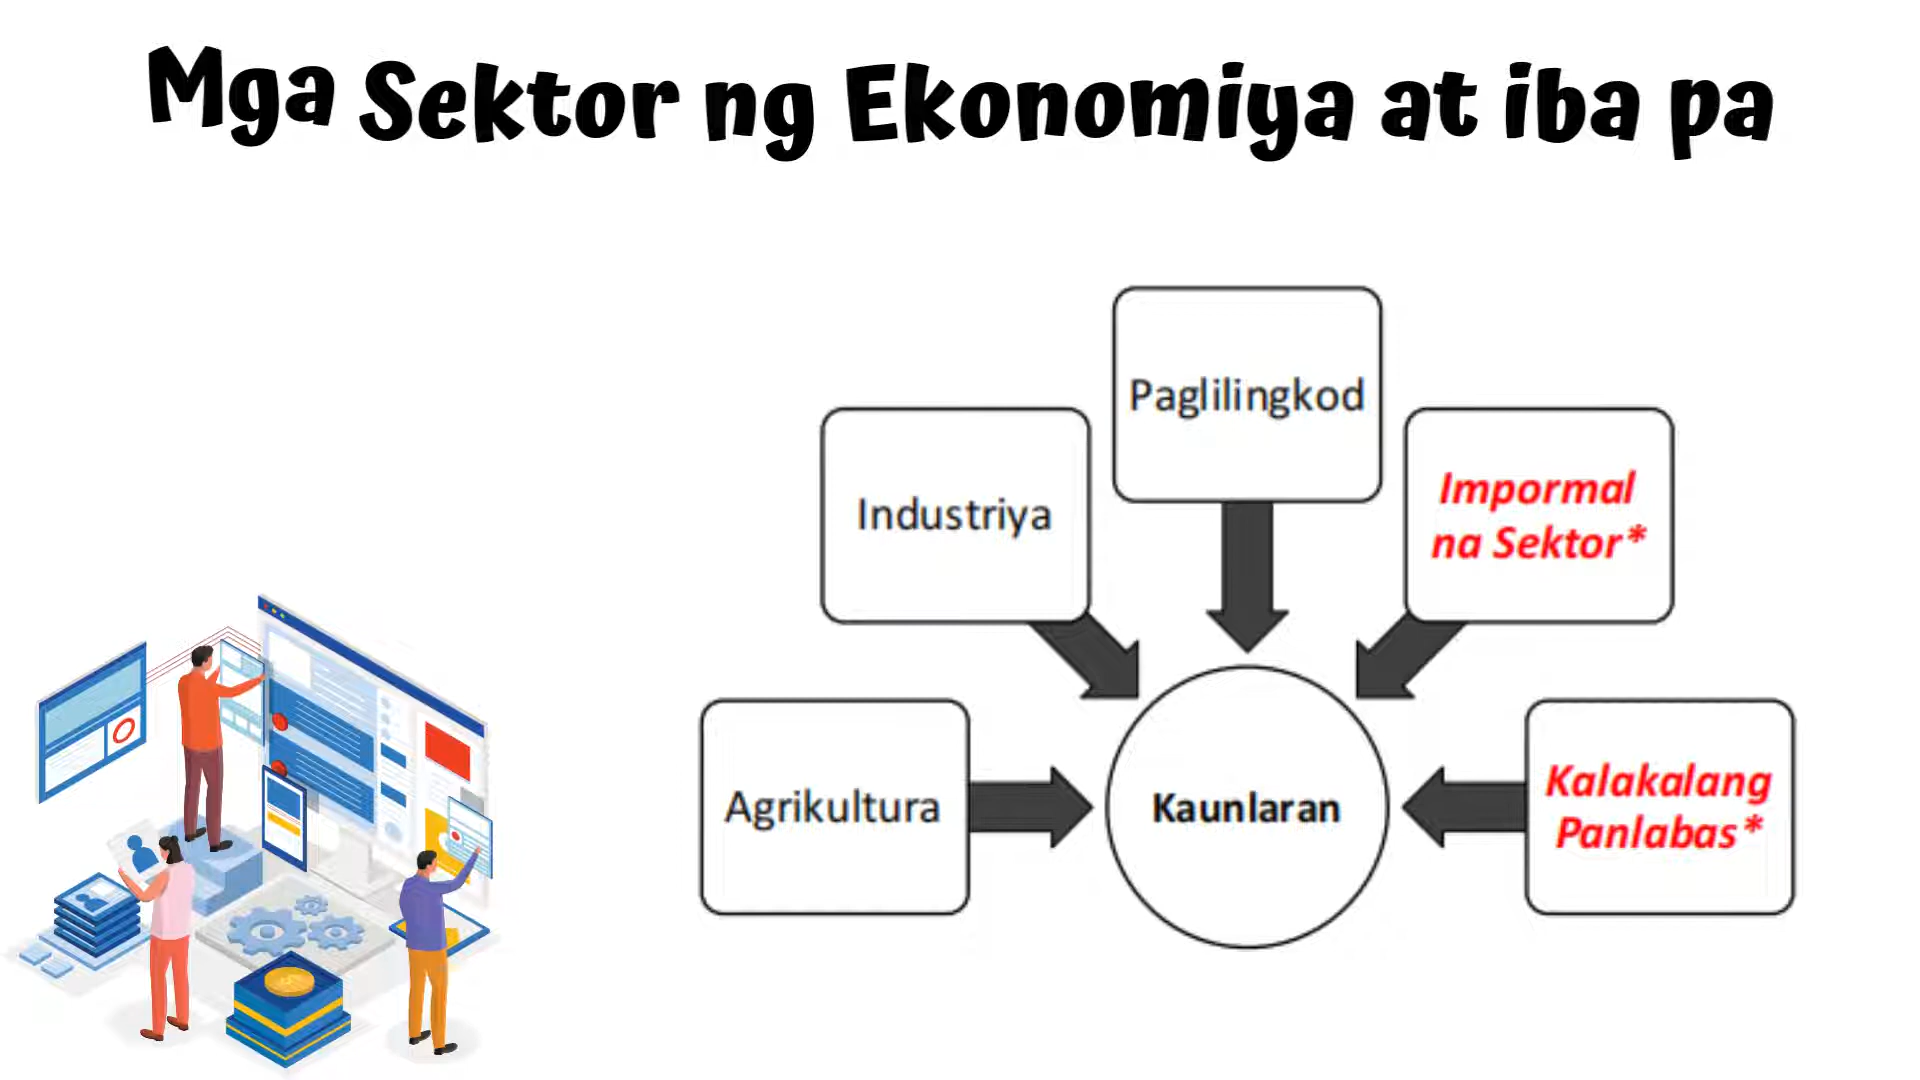 Mga Sektor ng Ekonomiya at iba pa
Paglilingkod
Industriya
Impormal
na Sektor*
Agrikultura
Kaunlaran
Kalakalang
Panlabas*